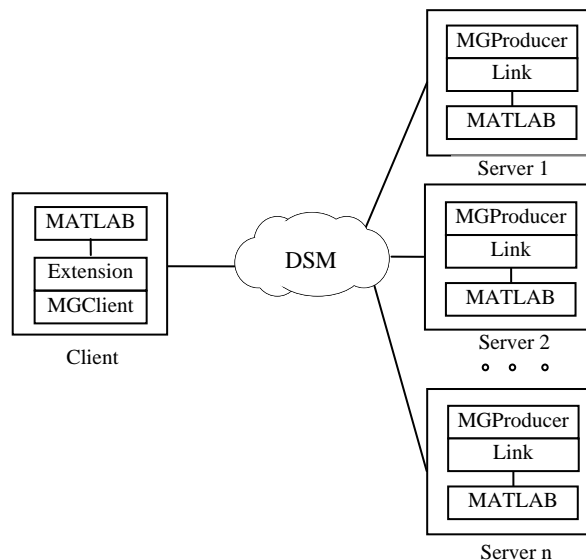 MATLAB
Extension
MGClient
Client
DSM
MGProducer
Link
MATLAB
Server 1
MGProducer
Link
MATLAB
Server 2
MGProducer
Link
MATLAB
Server n